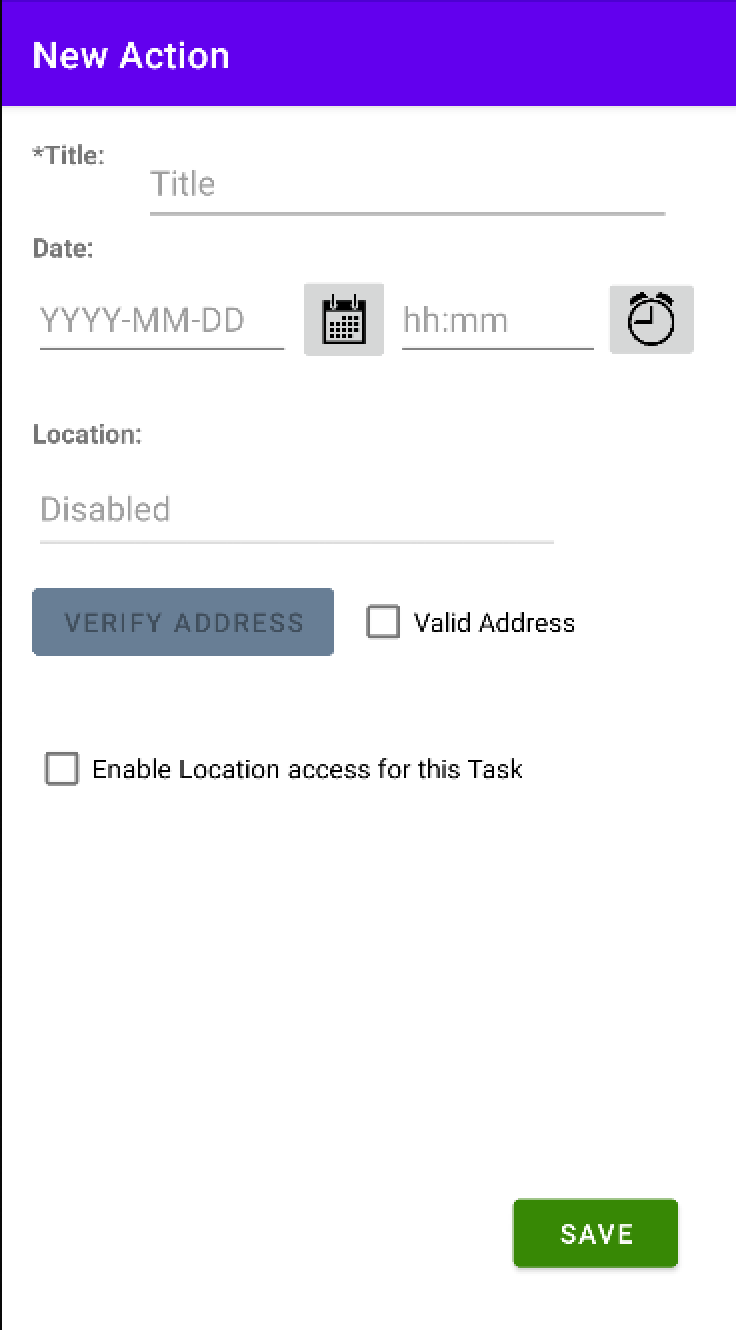 New Action
*Title:
Title
Date:
YYYY-MM-DD hh:mm
Location:
Disabled
VERIFY ADDRESS Valid Address
Enable Location access for this Task
SAVE